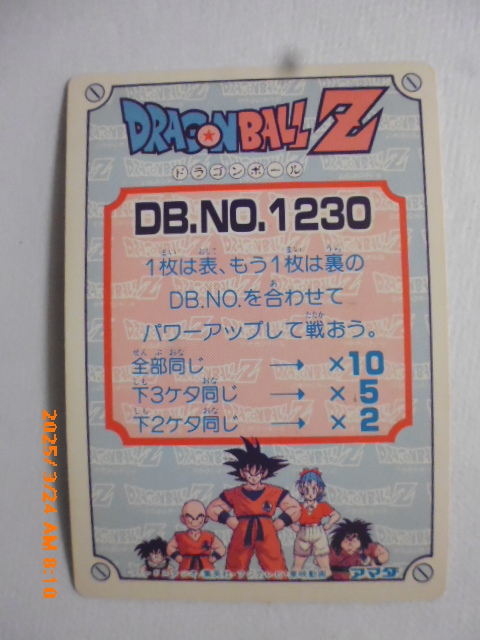 DRAGONBALL Z
ドラゴンボール
DB.NO.1230
1枚は表、もう1枚は裏の
DB.NO.を合わせて
パワーアップして戦おう。
全部同じ → ×10
下3ケタ同じ → ×5
下2ケタ同じ → ×2
アマダ
2025/3/24 AM 8:10